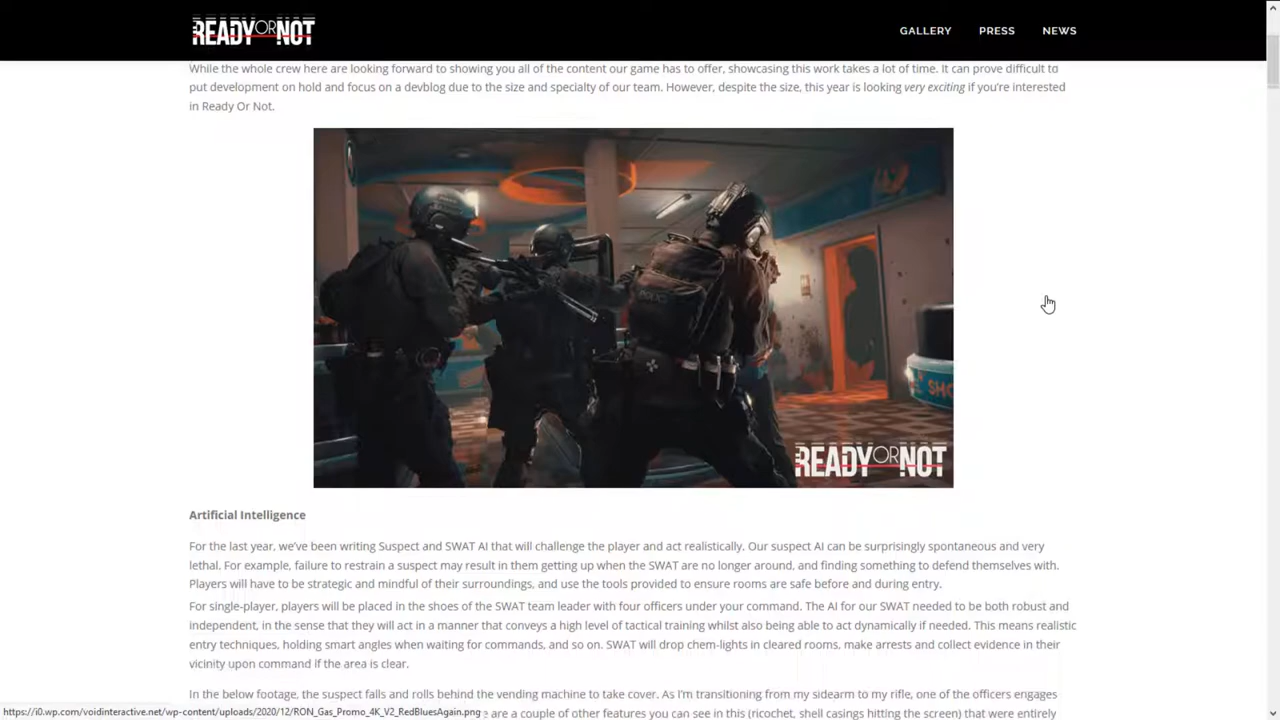 READY OR NOT
GALLERY PRESS NEWS
While the whole crew here are looking forward to showing you all of the content our game has to offer, showcasing this work takes a lot of time. It can prove difficult to
put development on hold and focus on a devblog due to the size and specialty of our team. However, despite the size, this year is looking very exciting if you're interested
in Ready Or Not.
READY OR NOT
Artificial Intelligence
For the last year, we've been writing Suspect and SWAT AI that will challenge the player and act realistically. Our suspect AI can be surprisingly spontaneous and very
lethal. For example, failure to restrain a suspect may result in them getting up when the SWAT are no longer around, and finding something to defend themselves with.
Players will have to be strategic and mindful of their surroundings, and use the tools provided to ensure rooms are safe before and during entry.
For single-player, players will be placed in the shoes of the SWAT team leader with four officers under your command. The AI for our SWAT needed to be both robust and
independent, in the sense that they will act in a manner that conveys a high level of tactical training whilst also being able to act dynamically if needed. This means realistic
entry techniques, holding smart angles when waiting for commands, and so on. SWAT will drop chem-lights in cleared rooms, make arrests and collect evidence in their
vicinity upon command if the area is clear.
In the below footage, the suspect falls and rolls behind the vending machine to take cover. As I'm transitioning from my sidearm to my rifle, one of the officers engages
https://i0.wp.com/voidinteractive.net/wp-content/uploads/2020/12/RON_Gas_Promo_4K_V2_RedBluesAgain.png
e are a couple of other features you can see in this (ricochet, shell casings hitting the screen) that were entirely